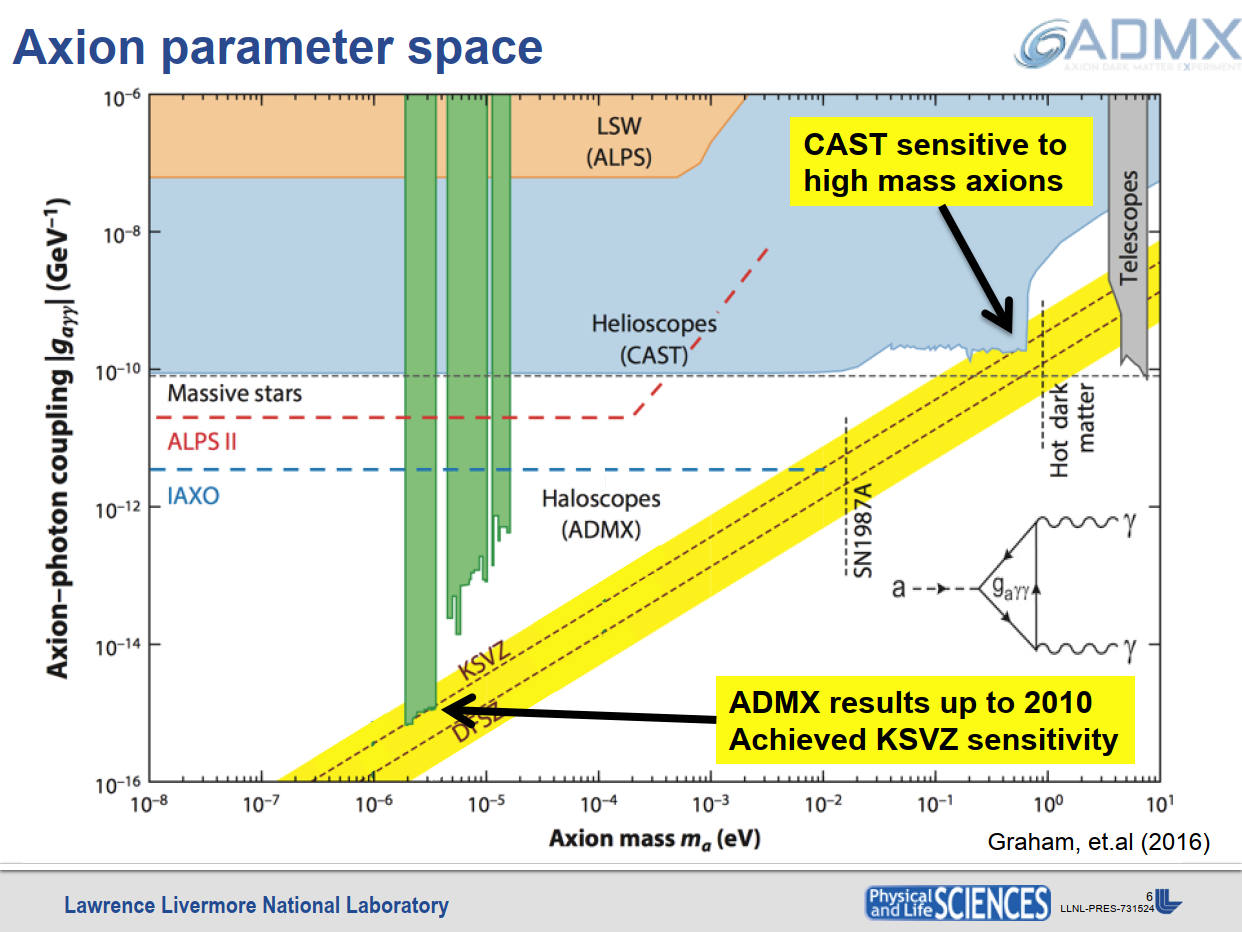 Axion parameter space
ADMX
AXION DARK MATTER EXPERIMENT
10⁻⁶
10⁻⁸
10⁻¹⁰
10⁻¹²
10⁻¹⁴
10⁻¹⁶
Axion–photon coupling |gₐγγ| (GeV⁻¹)
LSW
(ALPS)
CAST sensitive to
high mass axions
Telescopes
Helioscopes
(CAST)
Massive stars
ALPS II
IAXO
Haloscopes
(ADMX)
Hot dark
matter
SN1987A
a
gₐγγ
γ
γ
KSVZ
DFSZ
ADMX results up to 2010
Achieved KSVZ sensitivity
10⁻⁸ 10⁻⁷ 10⁻⁶ 10⁻⁵ 10⁻⁴ 10⁻³ 10⁻² 10⁻¹ 10⁰ 10¹
Axion mass mₐ (eV)
Graham, et.al (2016)
Lawrence Livermore National Laboratory
Physical
and Life SCIENCES
6
LLNL-PRES-731524